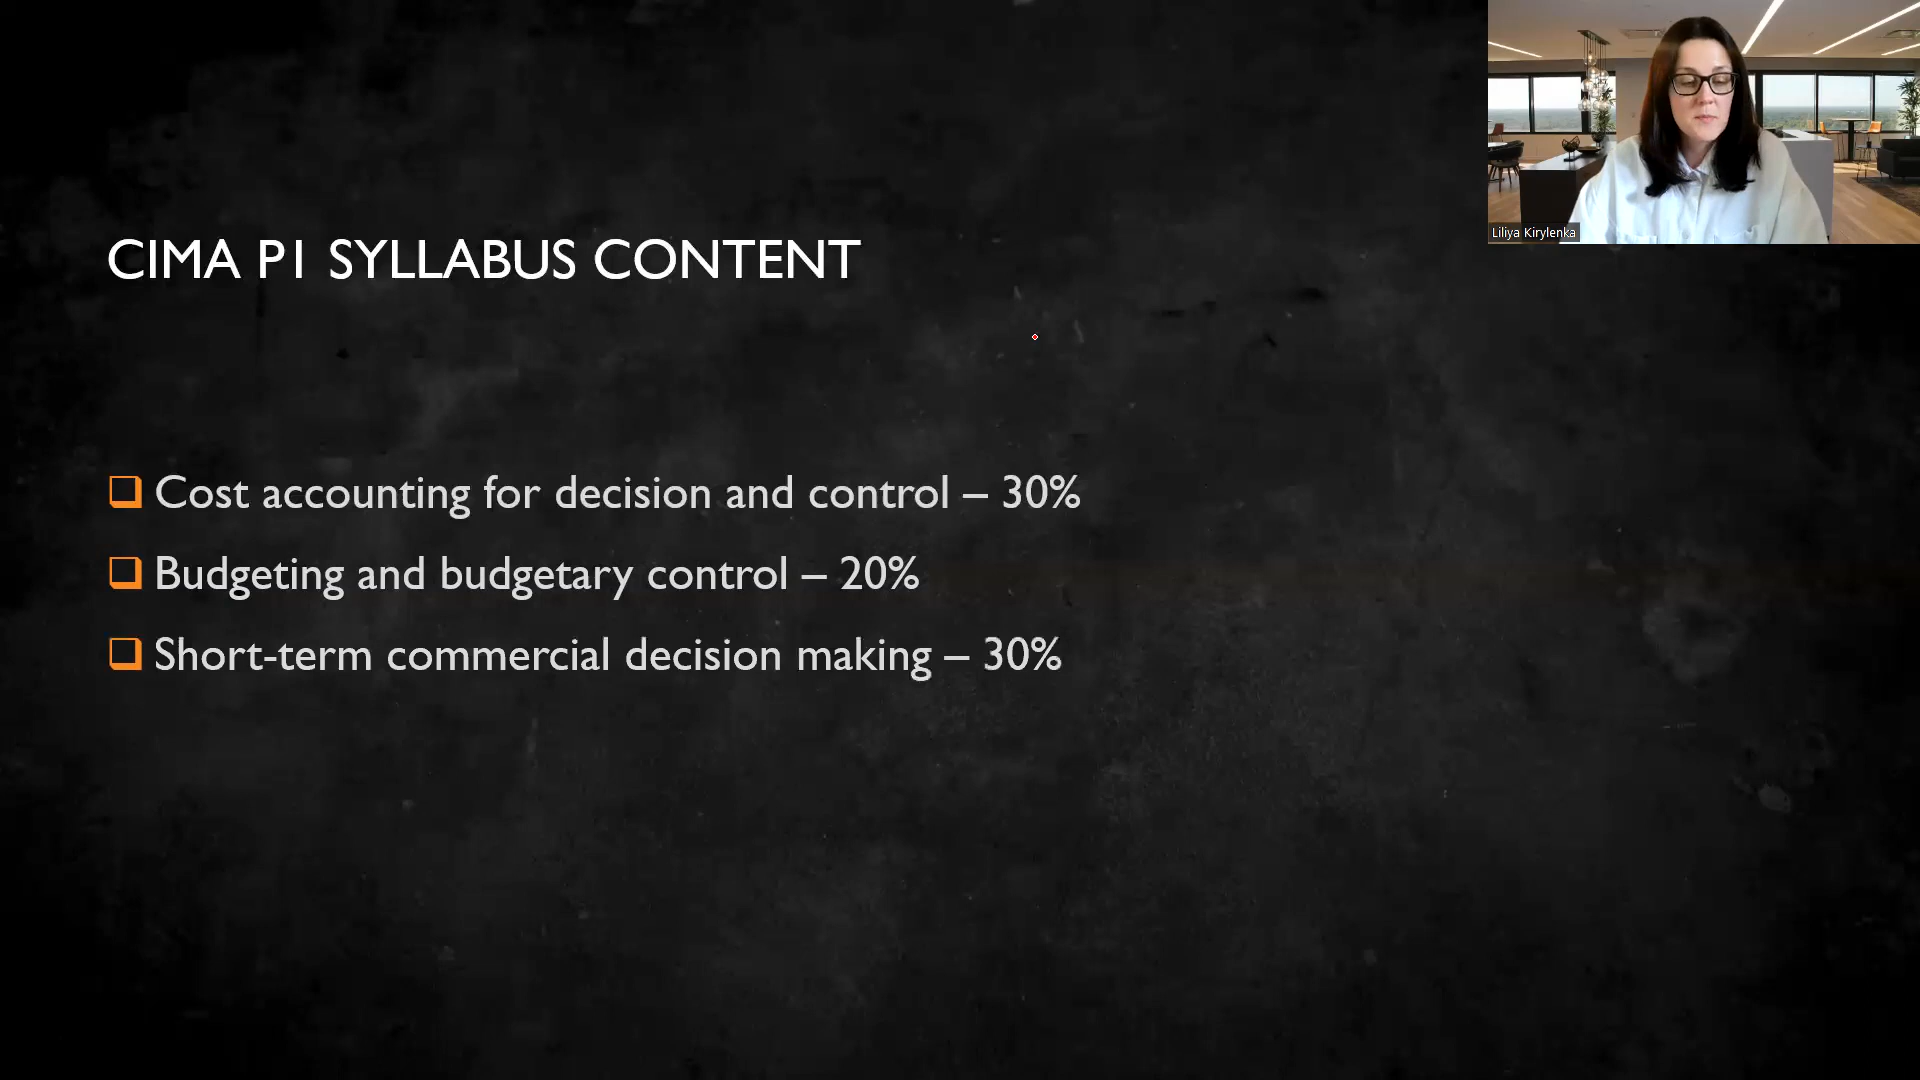 CIMA P1 SYLLABUS CONTENT
Cost accounting for decision and control – 30%
Budgeting and budgetary control – 20%
Short-term commercial decision making – 30%
Liliya Kirylenka